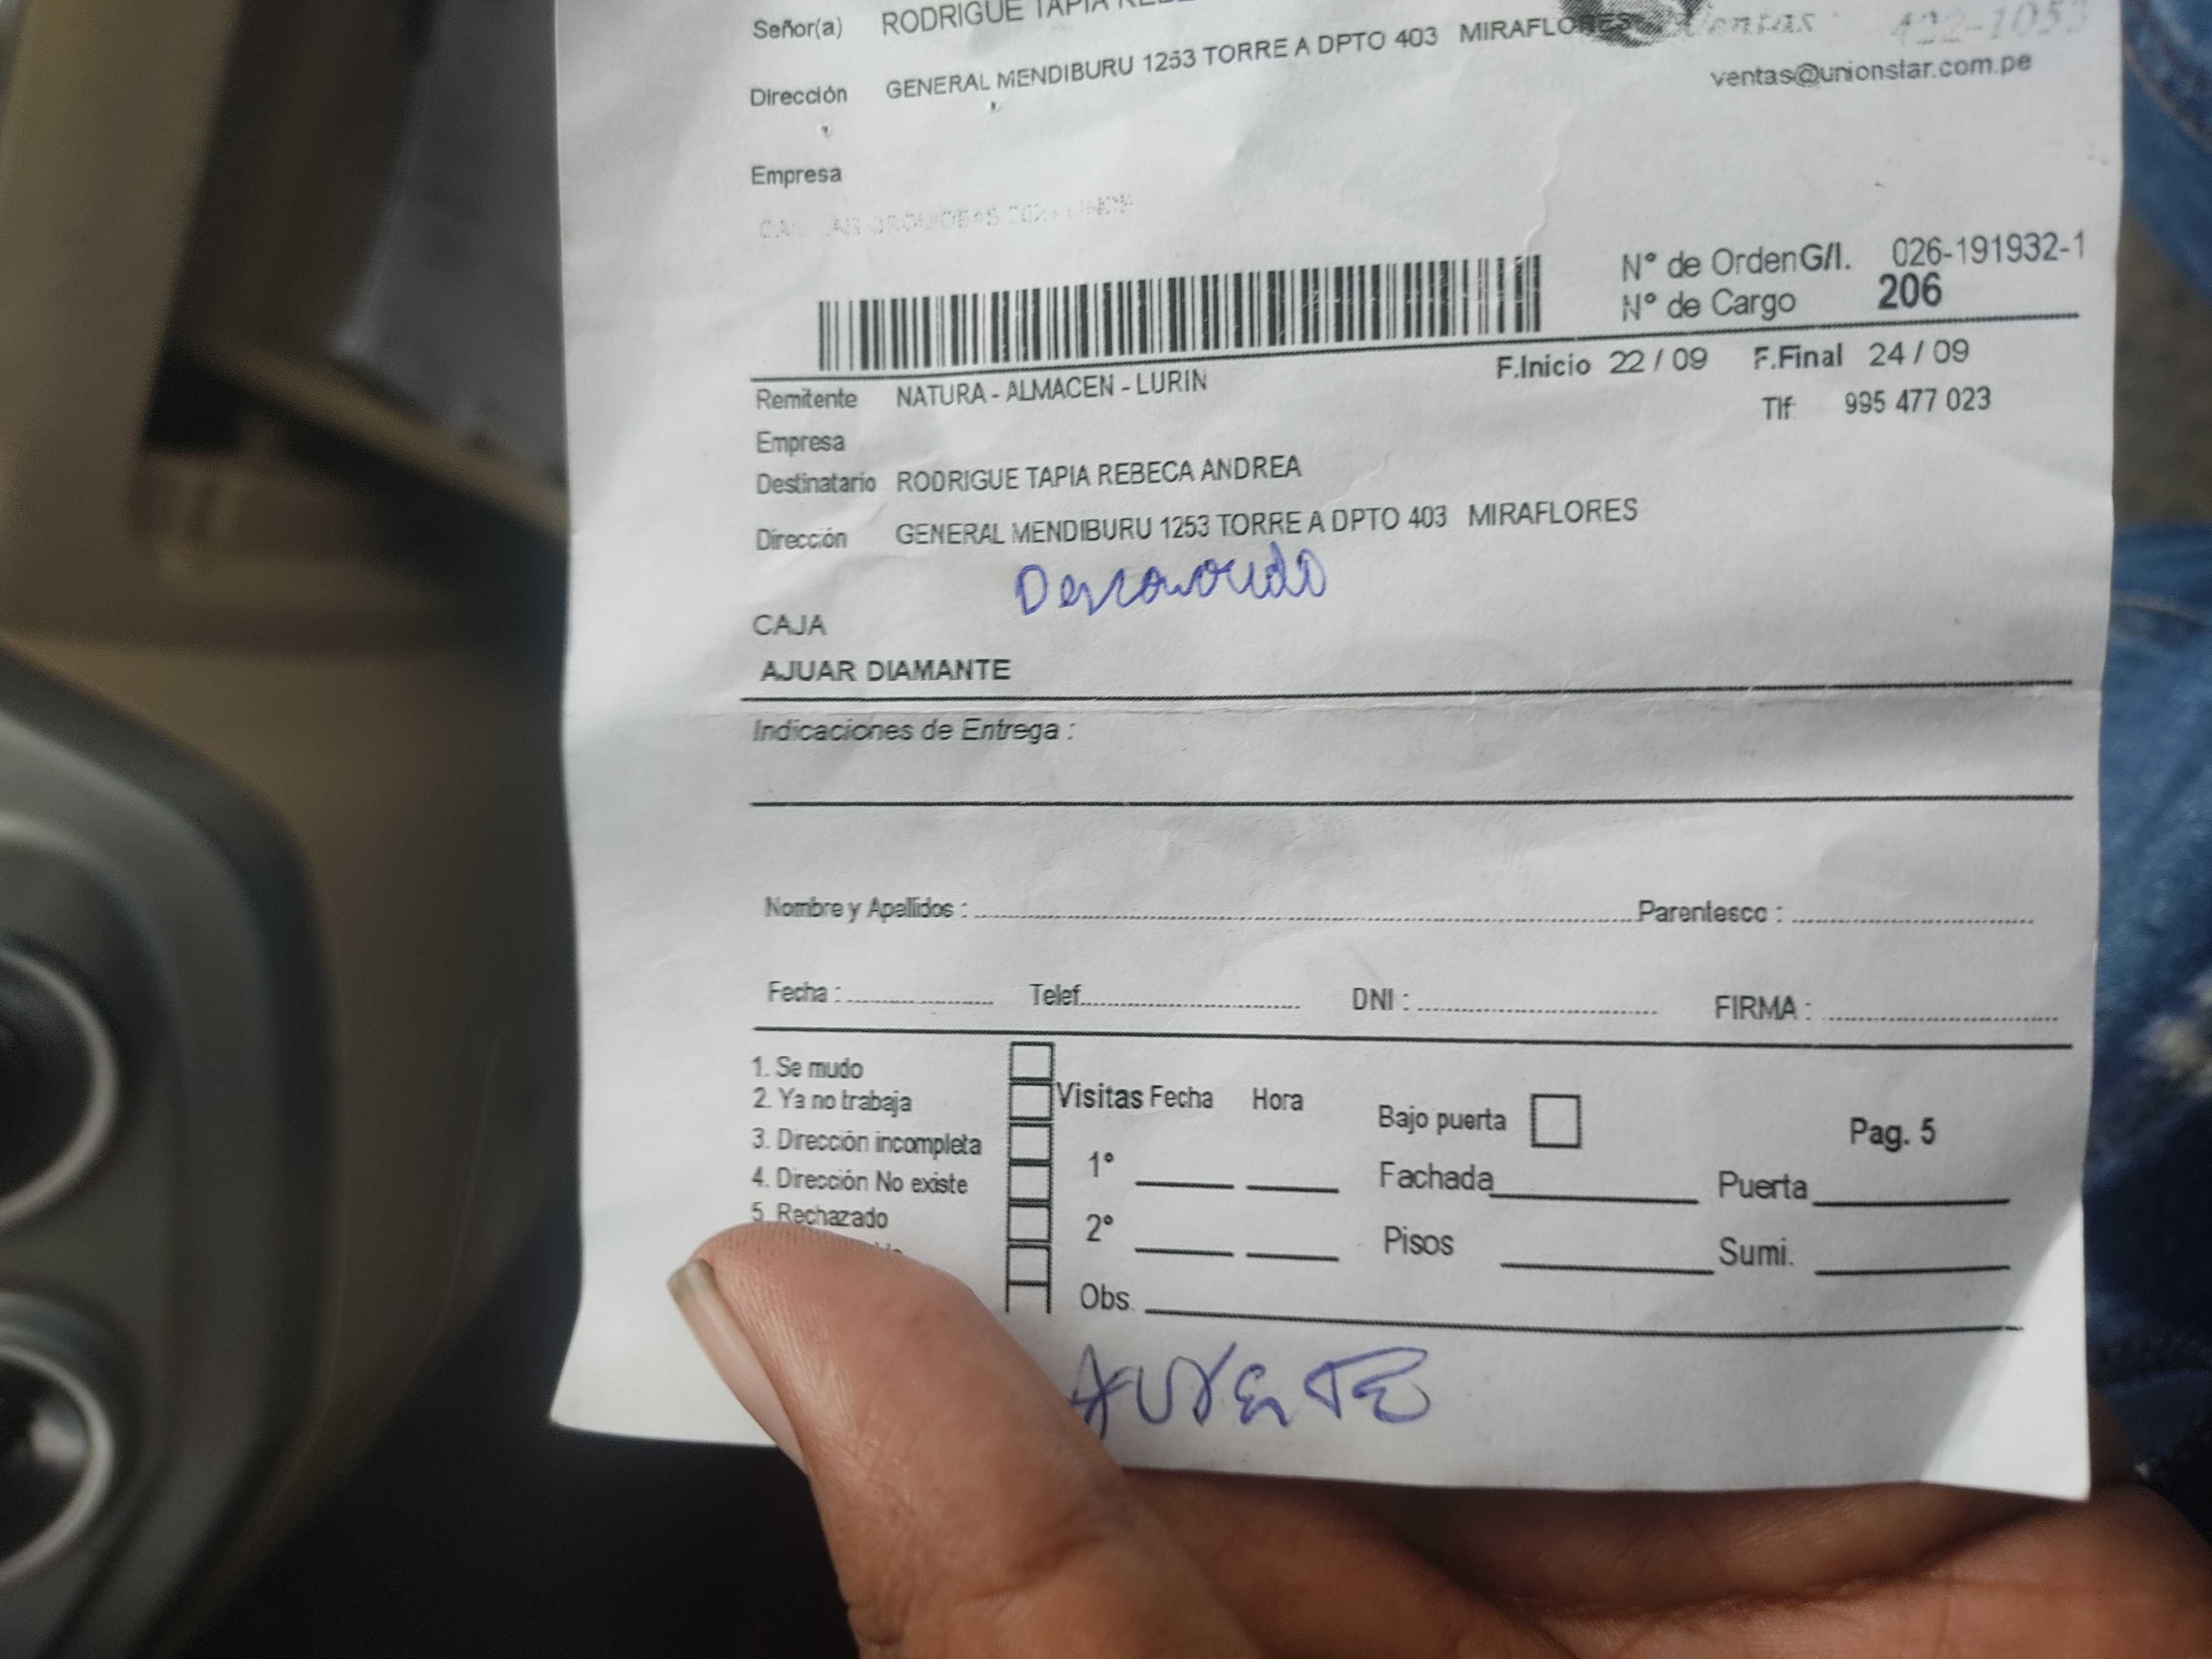 Señor(a) RODRIGUE TAPIA
Dirección GENERAL MENDIBURU 1253 TORRE A DPTO 403 MIRAFLORES
Ventas : 422-1053
ventas@unionstar.com.pe
Empresa
N° de Orden G/I. 026-191932-1
N° de Cargo 206
F.Inicio 22 / 09 F.Final 24 / 09
Remitente NATURA - ALMACEN - LURIN
Tlf: 995 477 023
Empresa
Destinatario RODRIGUE TAPIA REBECA ANDREA
Dirección GENERAL MENDIBURU 1253 TORRE A DPTO 403 MIRAFLORES
Desconocido
CAJA
AJUAR DIAMANTE
Indicaciones de Entrega :
Nombre y Apellidos : Parentesco :
Fecha : Telef. DNI : FIRMA :
1. Se mudo
2. Ya no trabaja
3. Dirección incompleta
4. Dirección No existe
5. Rechazado
Visitas Fecha Hora
1°
2°
Obs.
Bajo puerta
Fachada Puerta
Pisos Sumi.
Pag. 5
AUSENTE